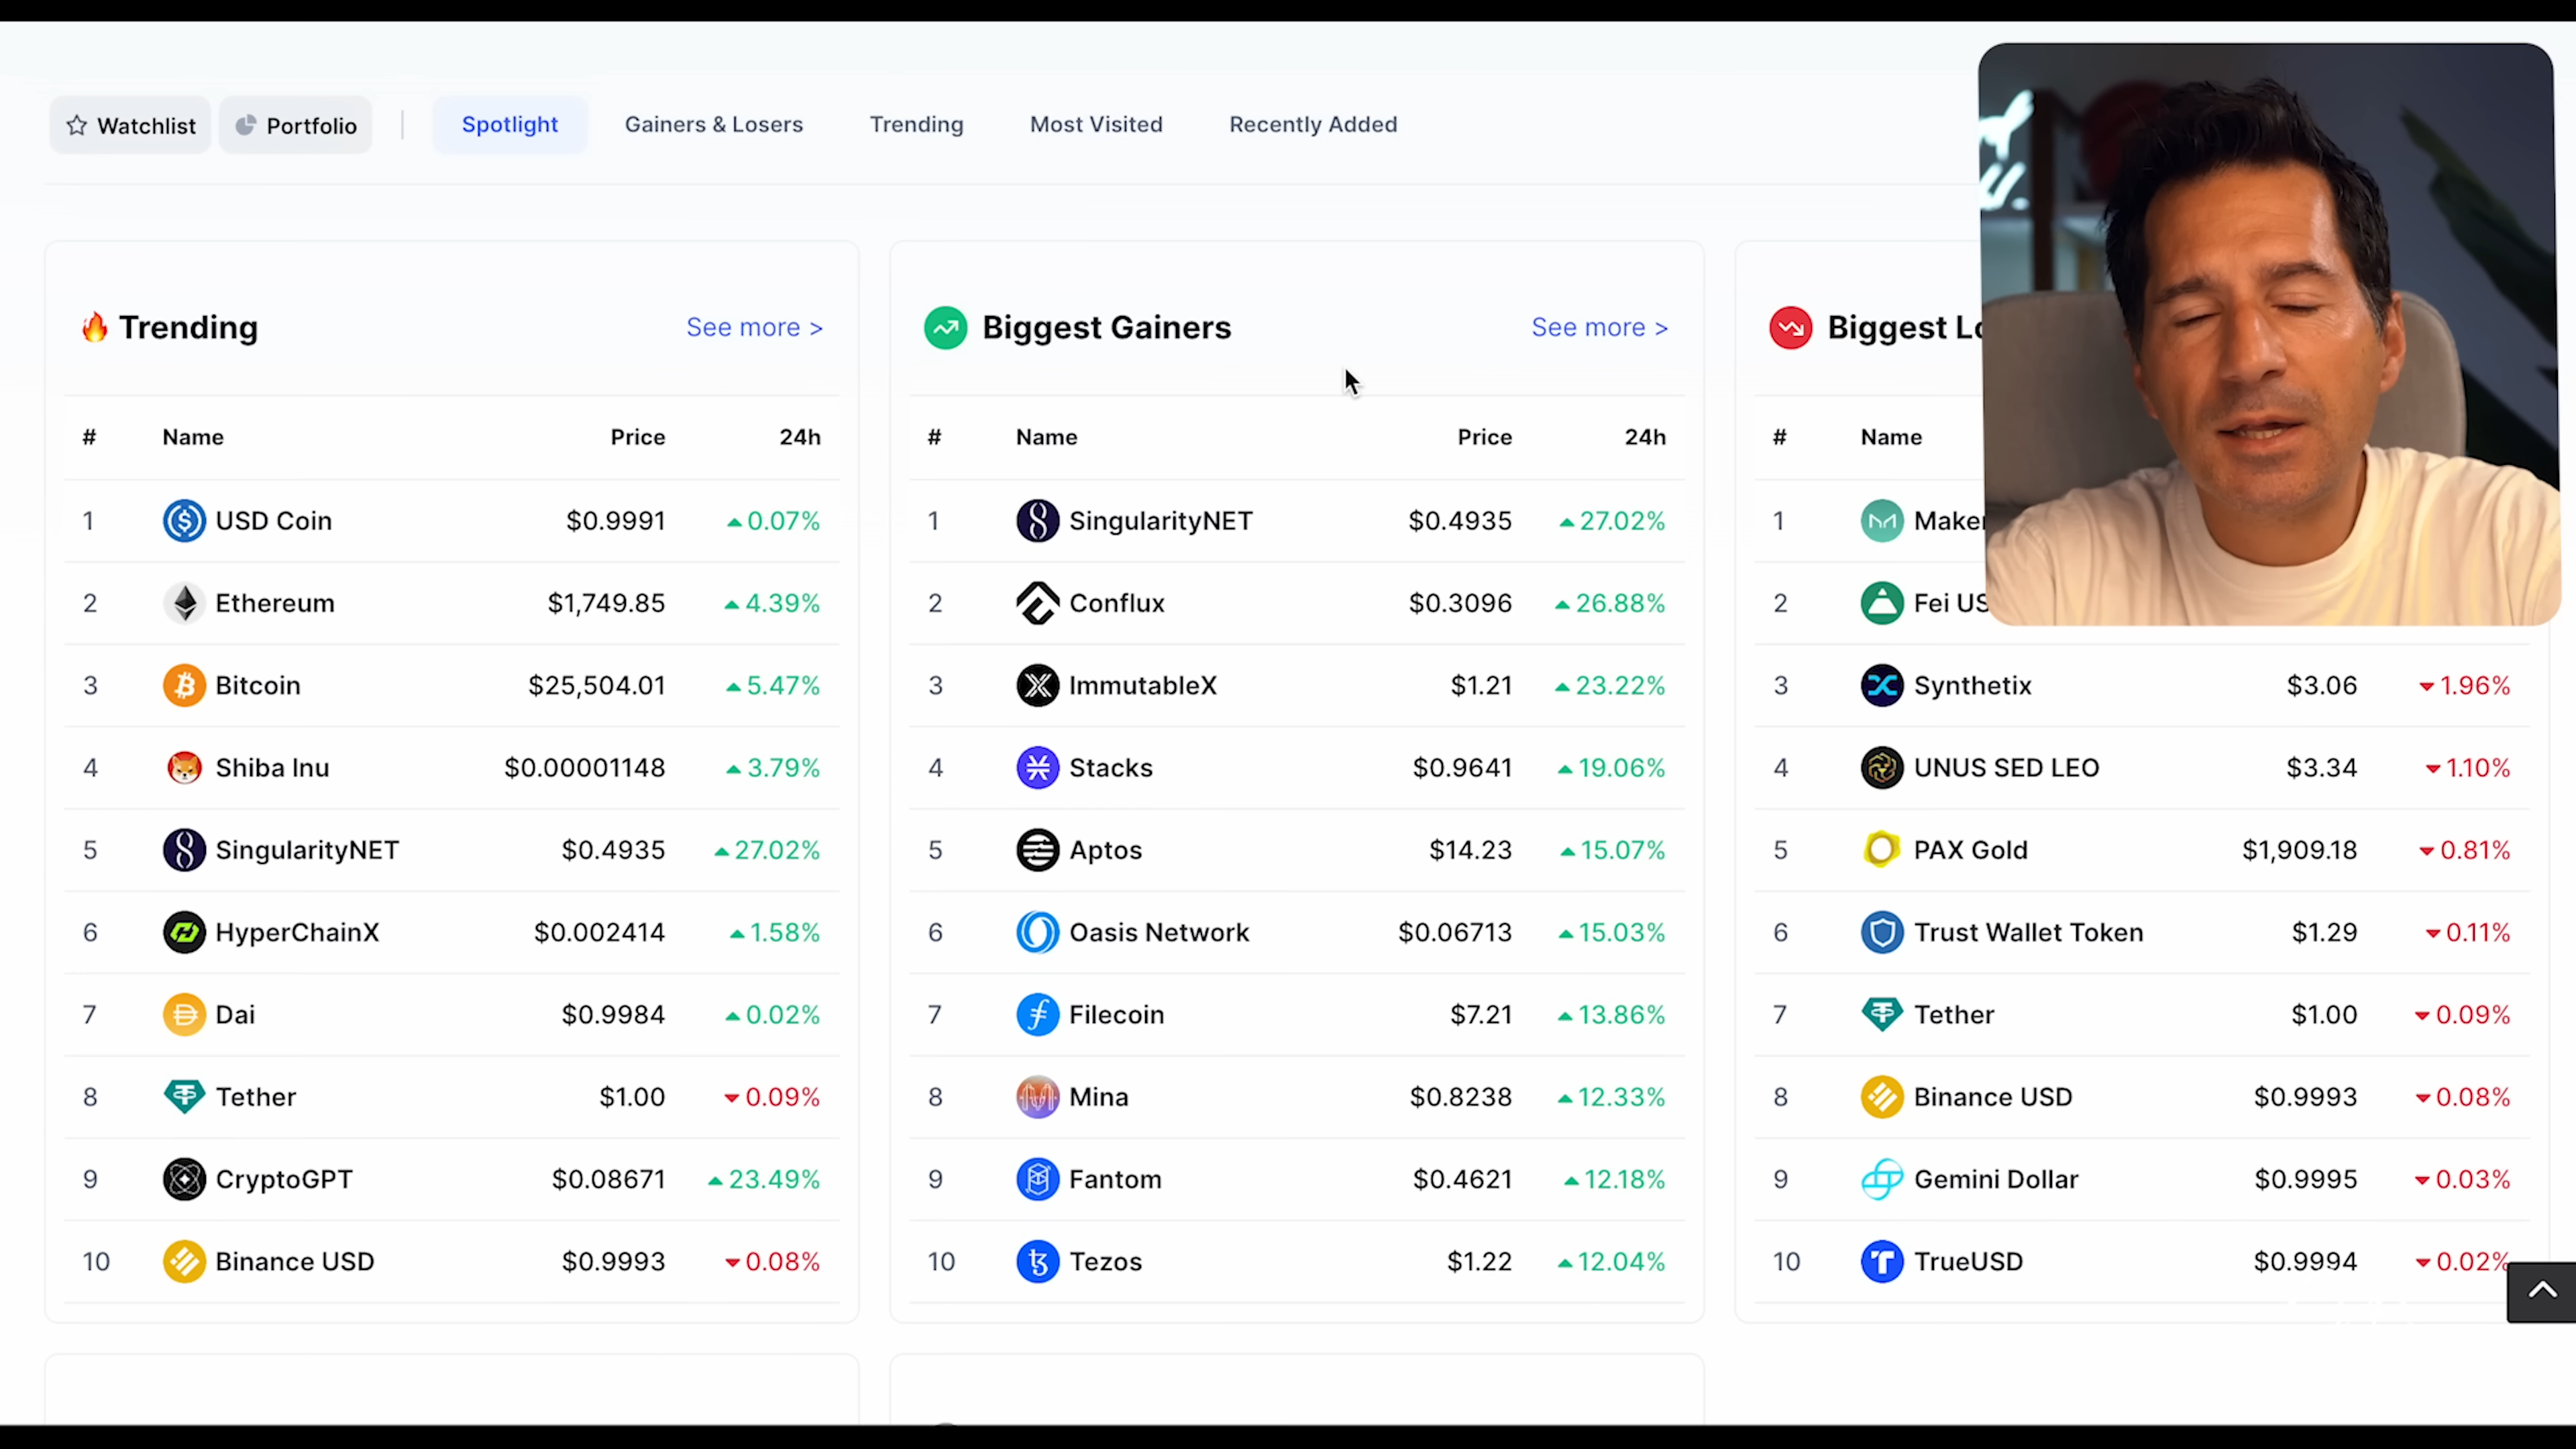 Watchlist Portfolio Spotlight Gainers & Losers Trending Most Visited Recently Added
Trending See more >
# Name Price 24h
1 USD Coin $0.9991 0.07%
2 Ethereum $1,749.85 4.39%
3 Bitcoin $25,504.01 5.47%
4 Shiba Inu $0.00001148 3.79%
5 SingularityNET $0.4935 27.02%
6 HyperChainX $0.002414 1.58%
7 Dai $0.9984 0.02%
8 Tether $1.00 0.09%
9 CryptoGPT $0.08671 23.49%
10 Binance USD $0.9993 0.08%
Biggest Gainers See more >
# Name Price 24h
1 SingularityNET $0.4935 27.02%
2 Conflux $0.3096 26.88%
3 ImmutableX $1.21 23.22%
4 Stacks $0.9641 19.06%
5 Aptos $14.23 15.07%
6 Oasis Network $0.06713 15.03%
7 Filecoin $7.21 13.86%
8 Mina $0.8238 12.33%
9 Fantom $0.4621 12.18%
10 Tezos $1.22 12.04%
Biggest
# Name
1 Maker
2 Fei US
3 Synthetix $3.06 1.96%
4 UNUS SED LEO $3.34 1.10%
5 PAX Gold $1,909.18 0.81%
6 Trust Wallet Token $1.29 0.11%
7 Tether $1.00 0.09%
8 Binance USD $0.9993 0.08%
9 Gemini Dollar $0.9995 0.03%
10 TrueUSD $0.9994 0.02%